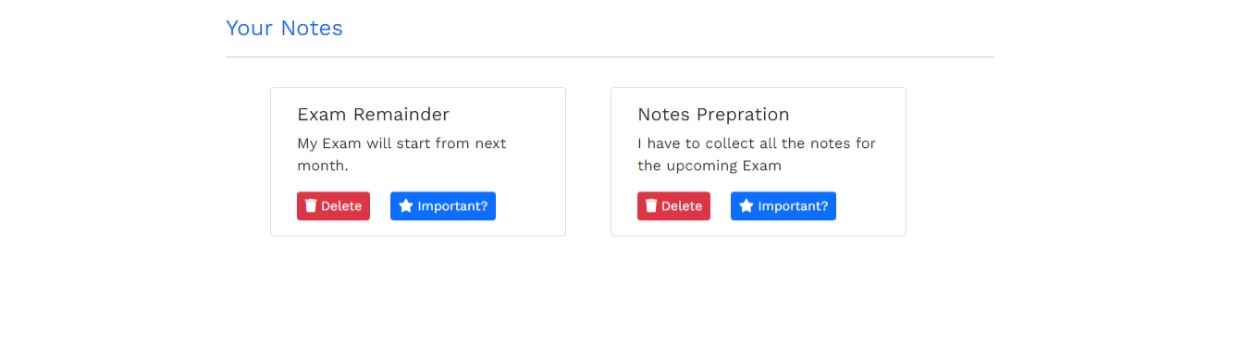 Your Notes
Exam Remainder
My Exam will start from next
month.
Delete
Important?
Notes Prepration
I have to collect all the notes for
the upcoming Exam
Delete
Important?